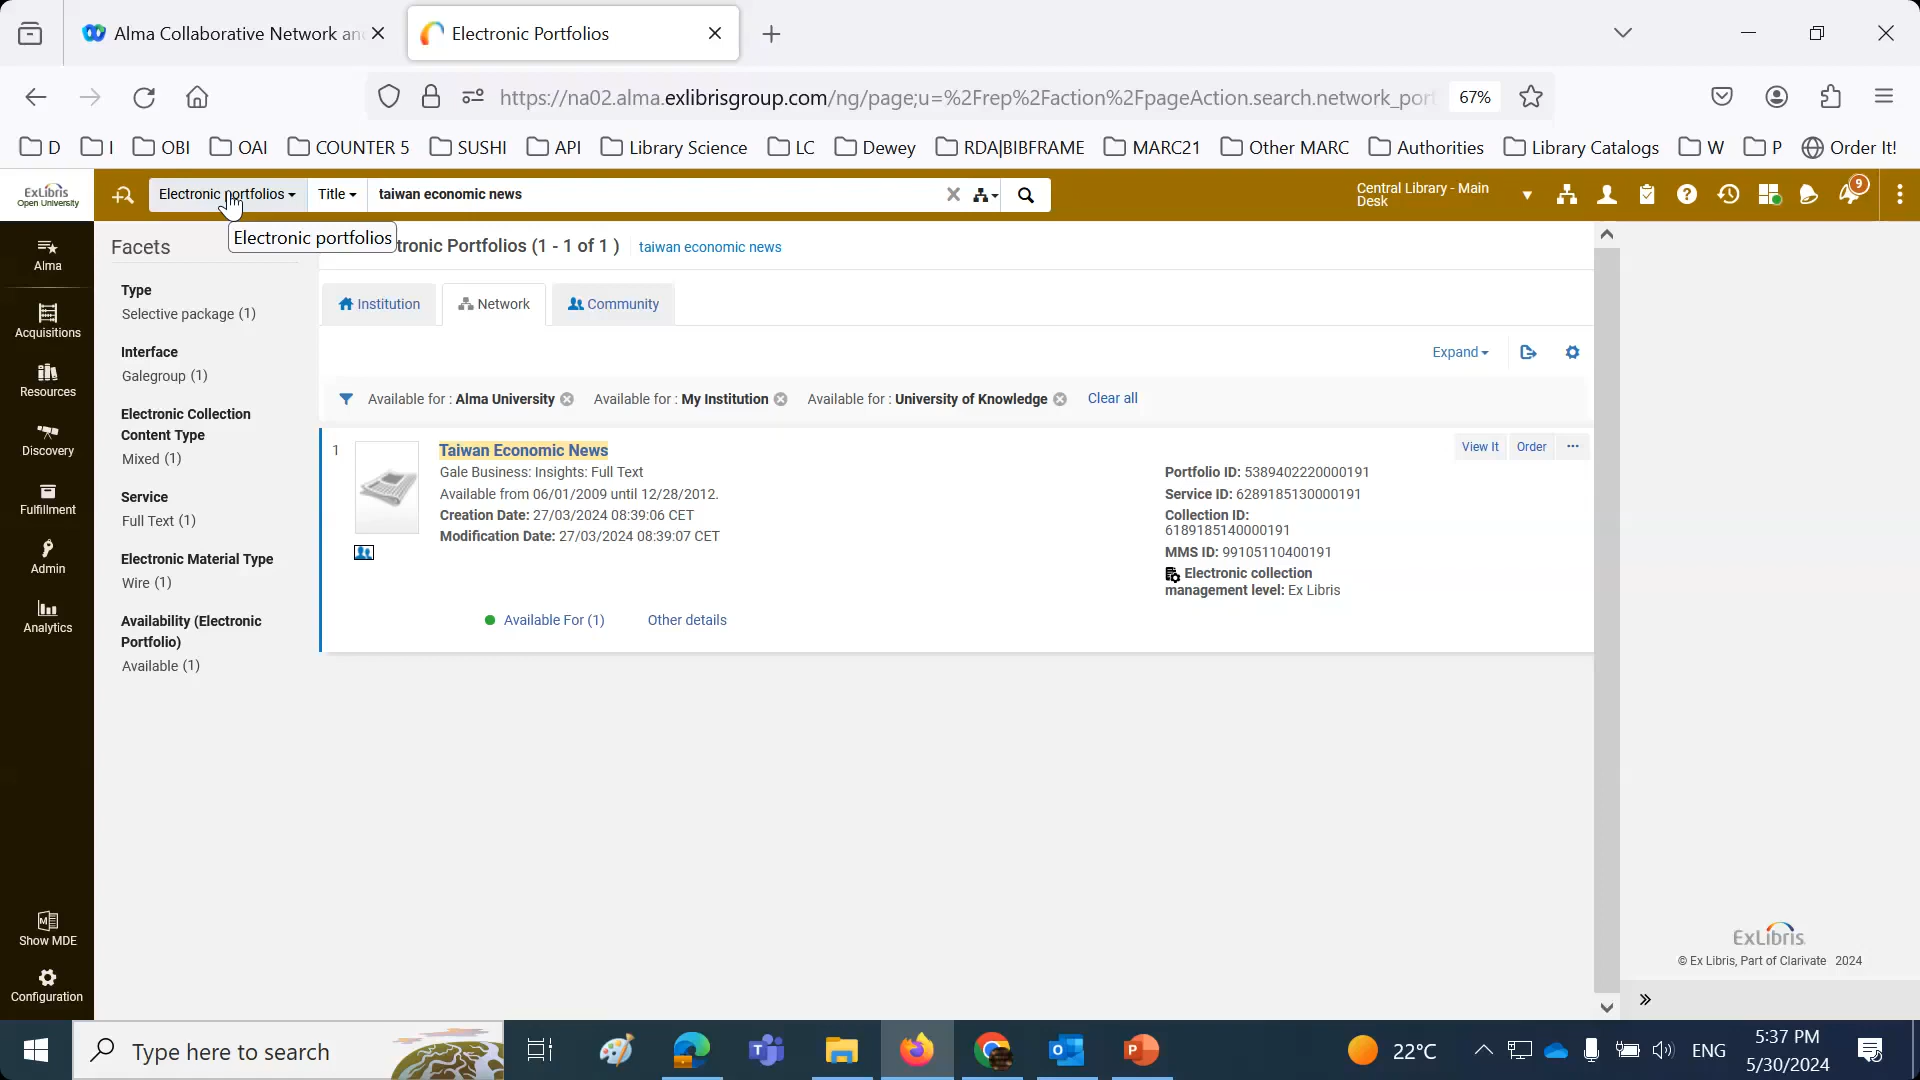 Alma Collaborative Network an
Electronic Portfolios
https://na02.alma.exlibrisgroup.com/ng/page;u=%2Frep%2Faction%2FpageAction.search.network_port
67%
D
I
OBI
OAI
COUNTER 5
SUSHI
API
Library Science
LC
Dewey
RDA|BIBFRAME
MARC21
Other MARC
Authorities
Library Catalogs
W
P
Order It!
ExLibris
Open University
Electronic portfolios
Title
taiwan economic news
Central Library - Main
Desk
9
Electronic portfolios
Alma
Acquisitions
Resources
Discovery
Fulfillment
Admin
Analytics
Show MDE
Configuration
Facets
Type
Selective package (1)
Interface
Galegroup (1)
Electronic Collection
Content Type
Mixed (1)
Service
Full Text (1)
Electronic Material Type
Wire (1)
Availability (Electronic
Portfolio)
Available (1)
tronic Portfolios (1 - 1 of 1 )
taiwan economic news
Institution
Network
Community
Expand
Available for : Alma University
Available for : My Institution
Available for : University of Knowledge
Clear all
1
Taiwan Economic News
Gale Business: Insights: Full Text
Available from 06/01/2009 until 12/28/2012.
Creation Date: 27/03/2024 08:39:06 CET
Modification Date: 27/03/2024 08:39:07 CET
Available For (1)
Other details
View It
Order
Portfolio ID: 5389402220000191
Service ID: 6289185130000191
Collection ID:
6189185140000191
MMS ID: 99105110400191
Electronic collection
management level: Ex Libris
ExLibris
© Ex Libris, Part of Clarivate 2024
Type here to search
22°C
ENG
5:37 PM
5/30/2024